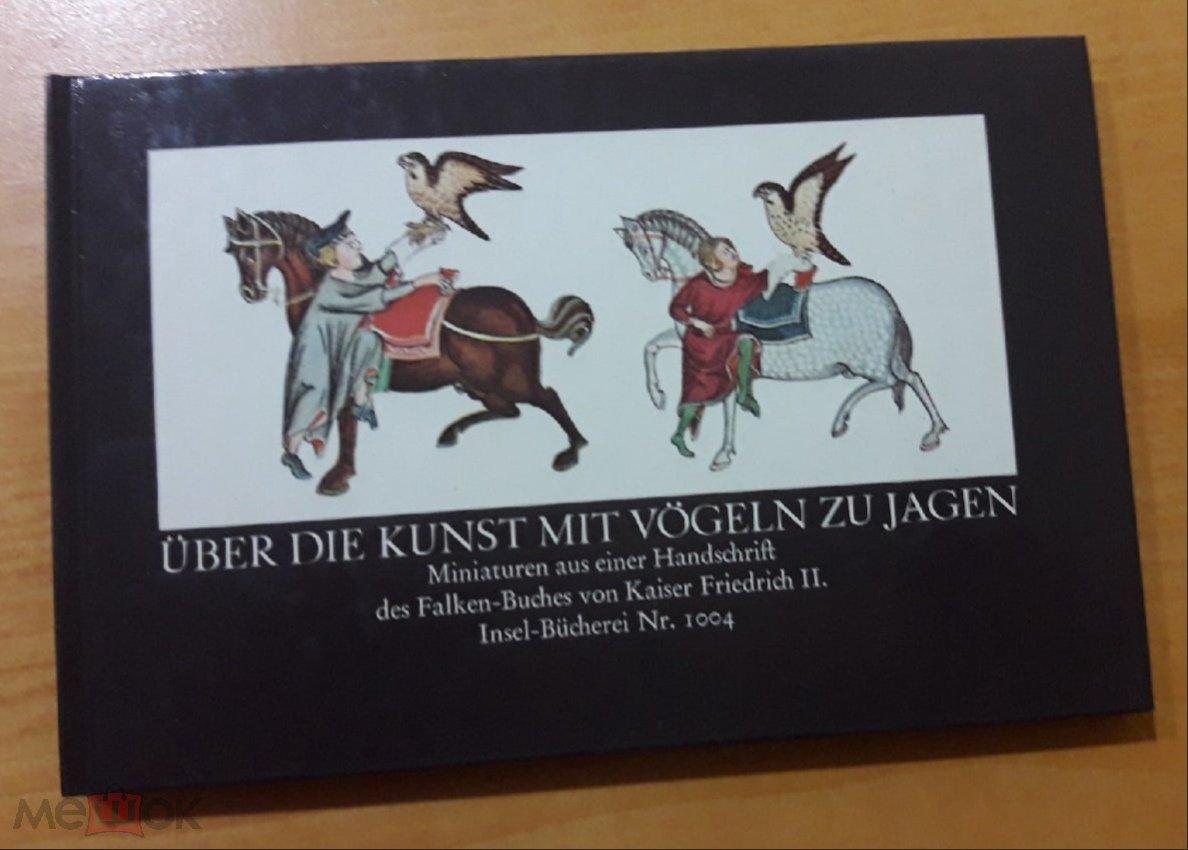 ÜBER DIE KUNST MIT VÖGELN ZU JAGEN
Miniaturen aus einer Handschrift
des Falken-Buches von Kaiser Friedrich II.
Insel-Bücherei Nr. 1004
мешок